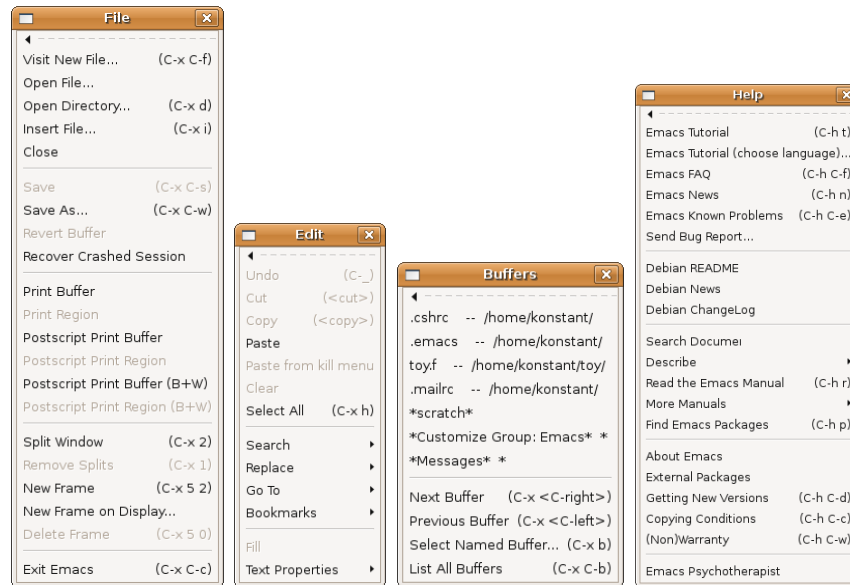 File
Visit New File... (C-x C-f)
Open File...
Open Directory... (C-x d)
Insert File... (C-x i)
Close
Save (C-x C-s)
Save As... (C-x C-w)
Revert Buffer
Recover Crashed Session
Print Buffer
Print Region
Postscript Print Buffer
Postscript Print Region
Postscript Print Buffer (B+W)
Postscript Print Region (B+W)
Split Window (C-x 2)
Remove Splits (C-x 1)
New Frame (C-x 5 2)
New Frame on Display...
Delete Frame (C-x 5 0)
Exit Emacs (C-x C-c)
Edit
Undo (C-_)
Cut (<cut>)
Copy (<copy>)
Paste
Paste from kill menu
Clear
Select All (C-x h)
Search
Replace
Go To
Bookmarks
Fill
Text Properties
Buffers
.cshrc -- /home/konstant/
.emacs -- /home/konstant/
toy.f -- /home/konstant/toy/
.mailrc -- /home/konstant/
*scratch*
*Customize Group: Emacs* *
*Messages* *
Next Buffer (C-x <C-right>)
Previous Buffer (C-x <C-left>)
Select Named Buffer... (C-x b)
List All Buffers (C-x C-b)
Help
Emacs Tutorial (C-h t)
Emacs Tutorial (choose language)...
Emacs FAQ (C-h C-f)
Emacs News (C-h n)
Emacs Known Problems (C-h C-e)
Send Bug Report...
Debian README
Debian News
Debian ChangeLog
Search
Describe
Read the Emacs Manual (C-h r)
More Manuals
Find Emacs Packages (C-h p)
About Emacs
External Packages
Getting New Versions (C-h C-d)
Copying Conditions (C-h C-c)
(Non)Warranty (C-h C-w)
Emacs Psychotherapist